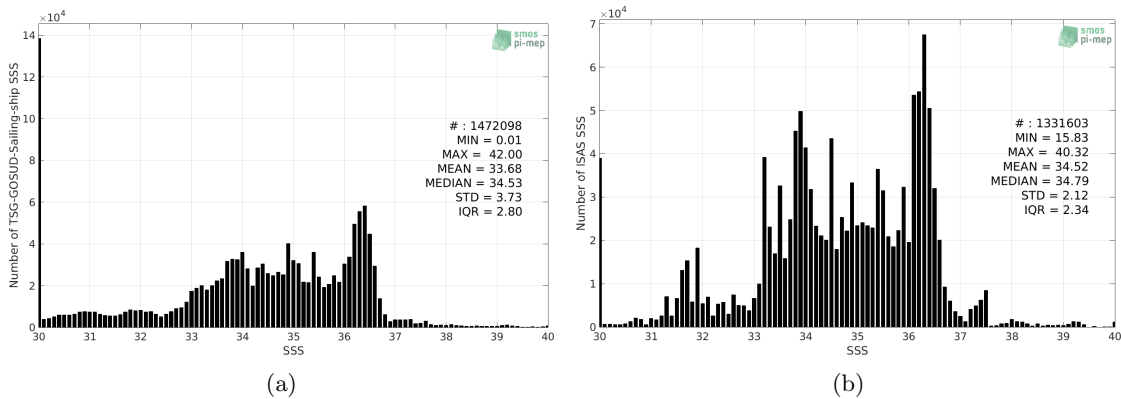 ×10⁴
14
12
10
8
6
4
2
0
Number of TSG-GOSUD-Sailing-ship SSS
30 31 32 33 34 35 36 37 38 39 40
SSS
smos
pi-mep
# : 1472098
MIN = 0.01
MAX = 42.00
MEAN = 33.68
MEDIAN = 34.53
STD = 3.73
IQR = 2.80
(a)
×10⁴
7
6
5
4
3
2
1
0
Number of ISAS SSS
30 31 32 33 34 35 36 37 38 39 40
SSS
smos
pi-mep
# : 1331603
MIN = 15.83
MAX = 40.32
MEAN = 34.52
MEDIAN = 34.79
STD = 2.12
IQR = 2.34
(b)